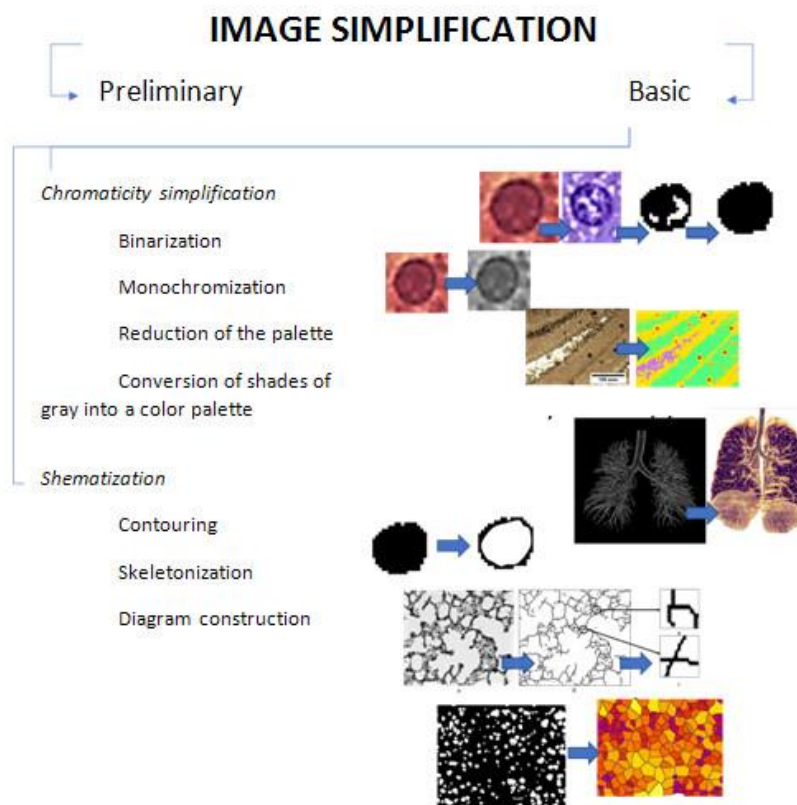 IMAGE SIMPLIFICATION
Preliminary
Basic
Chromaticity simplification
Binarization
Monochromization
Reduction of the palette
Conversion of shades of
gray into a color palette
Shematization
Contouring
Skeletonization
Diagram construction